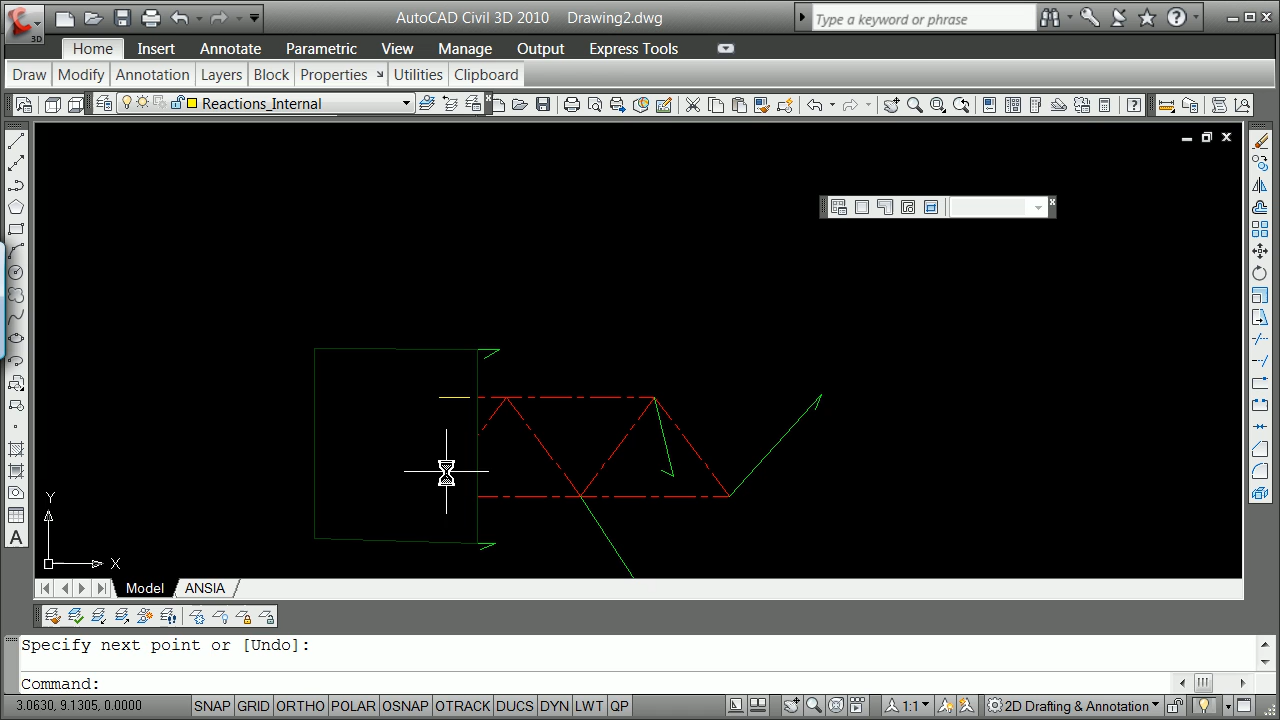 AutoCAD Civil 3D 2010 Drawing2.dwg
Type a keyword or phrase
3D
Home Insert Annotate Parametric View Manage Output Express Tools
Draw Modify Annotation Layers Block Properties Utilities Clipboard
Reactions_Internal
Y
X
A
Model ANSIA
Specify next point or [Undo]:
Command:
3.0630, 9.1305, 0.0000 SNAP GRID ORTHO POLAR OSNAP OTRACK DUCS DYN LWT QP 1:1 2D Drafting & Annotation